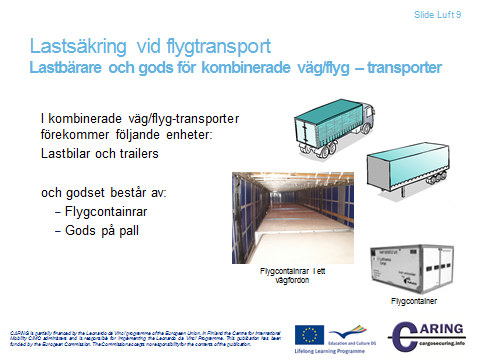 Slide Luft 9
Lastsäkring vid flygtransport
Lastbärare och gods för kombinerade väg/flyg – transporter
I kombinerade väg/flyg-transporter
förekommer följande enheter:
Lastbilar och trailers
och godset består av:
– Flygcontainrar
– Gods på pall
Flygcontainrar I ett
vägfordon
Flygcontainer
CARING is partially financed by the Leonardo da Vinci programme of the European Union. In Finland the Centre for International
Mobility CIMO administers and is responsible for implementing the Leonardo da Vinci Programme. This publication has been
funded by the European Commission. The Commission accepts no responsibility for the contents of the publication.
Education and Culture DG
Lifelong Learning Programme
CARING
cargosecuring.info